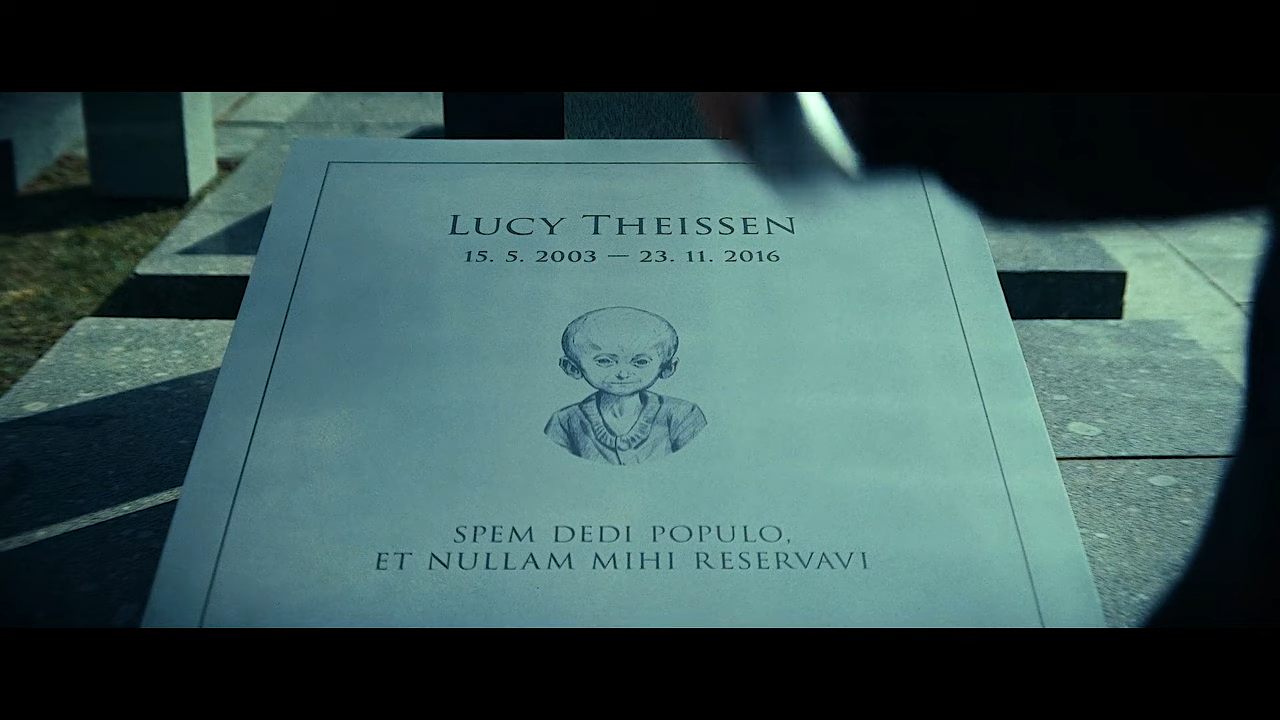 LUCY THEISSEN
15. 5. 2003 — 23. 11. 2016
SPEM DEDI POPULO,
ET NULLAM MIHI RESERVAVI